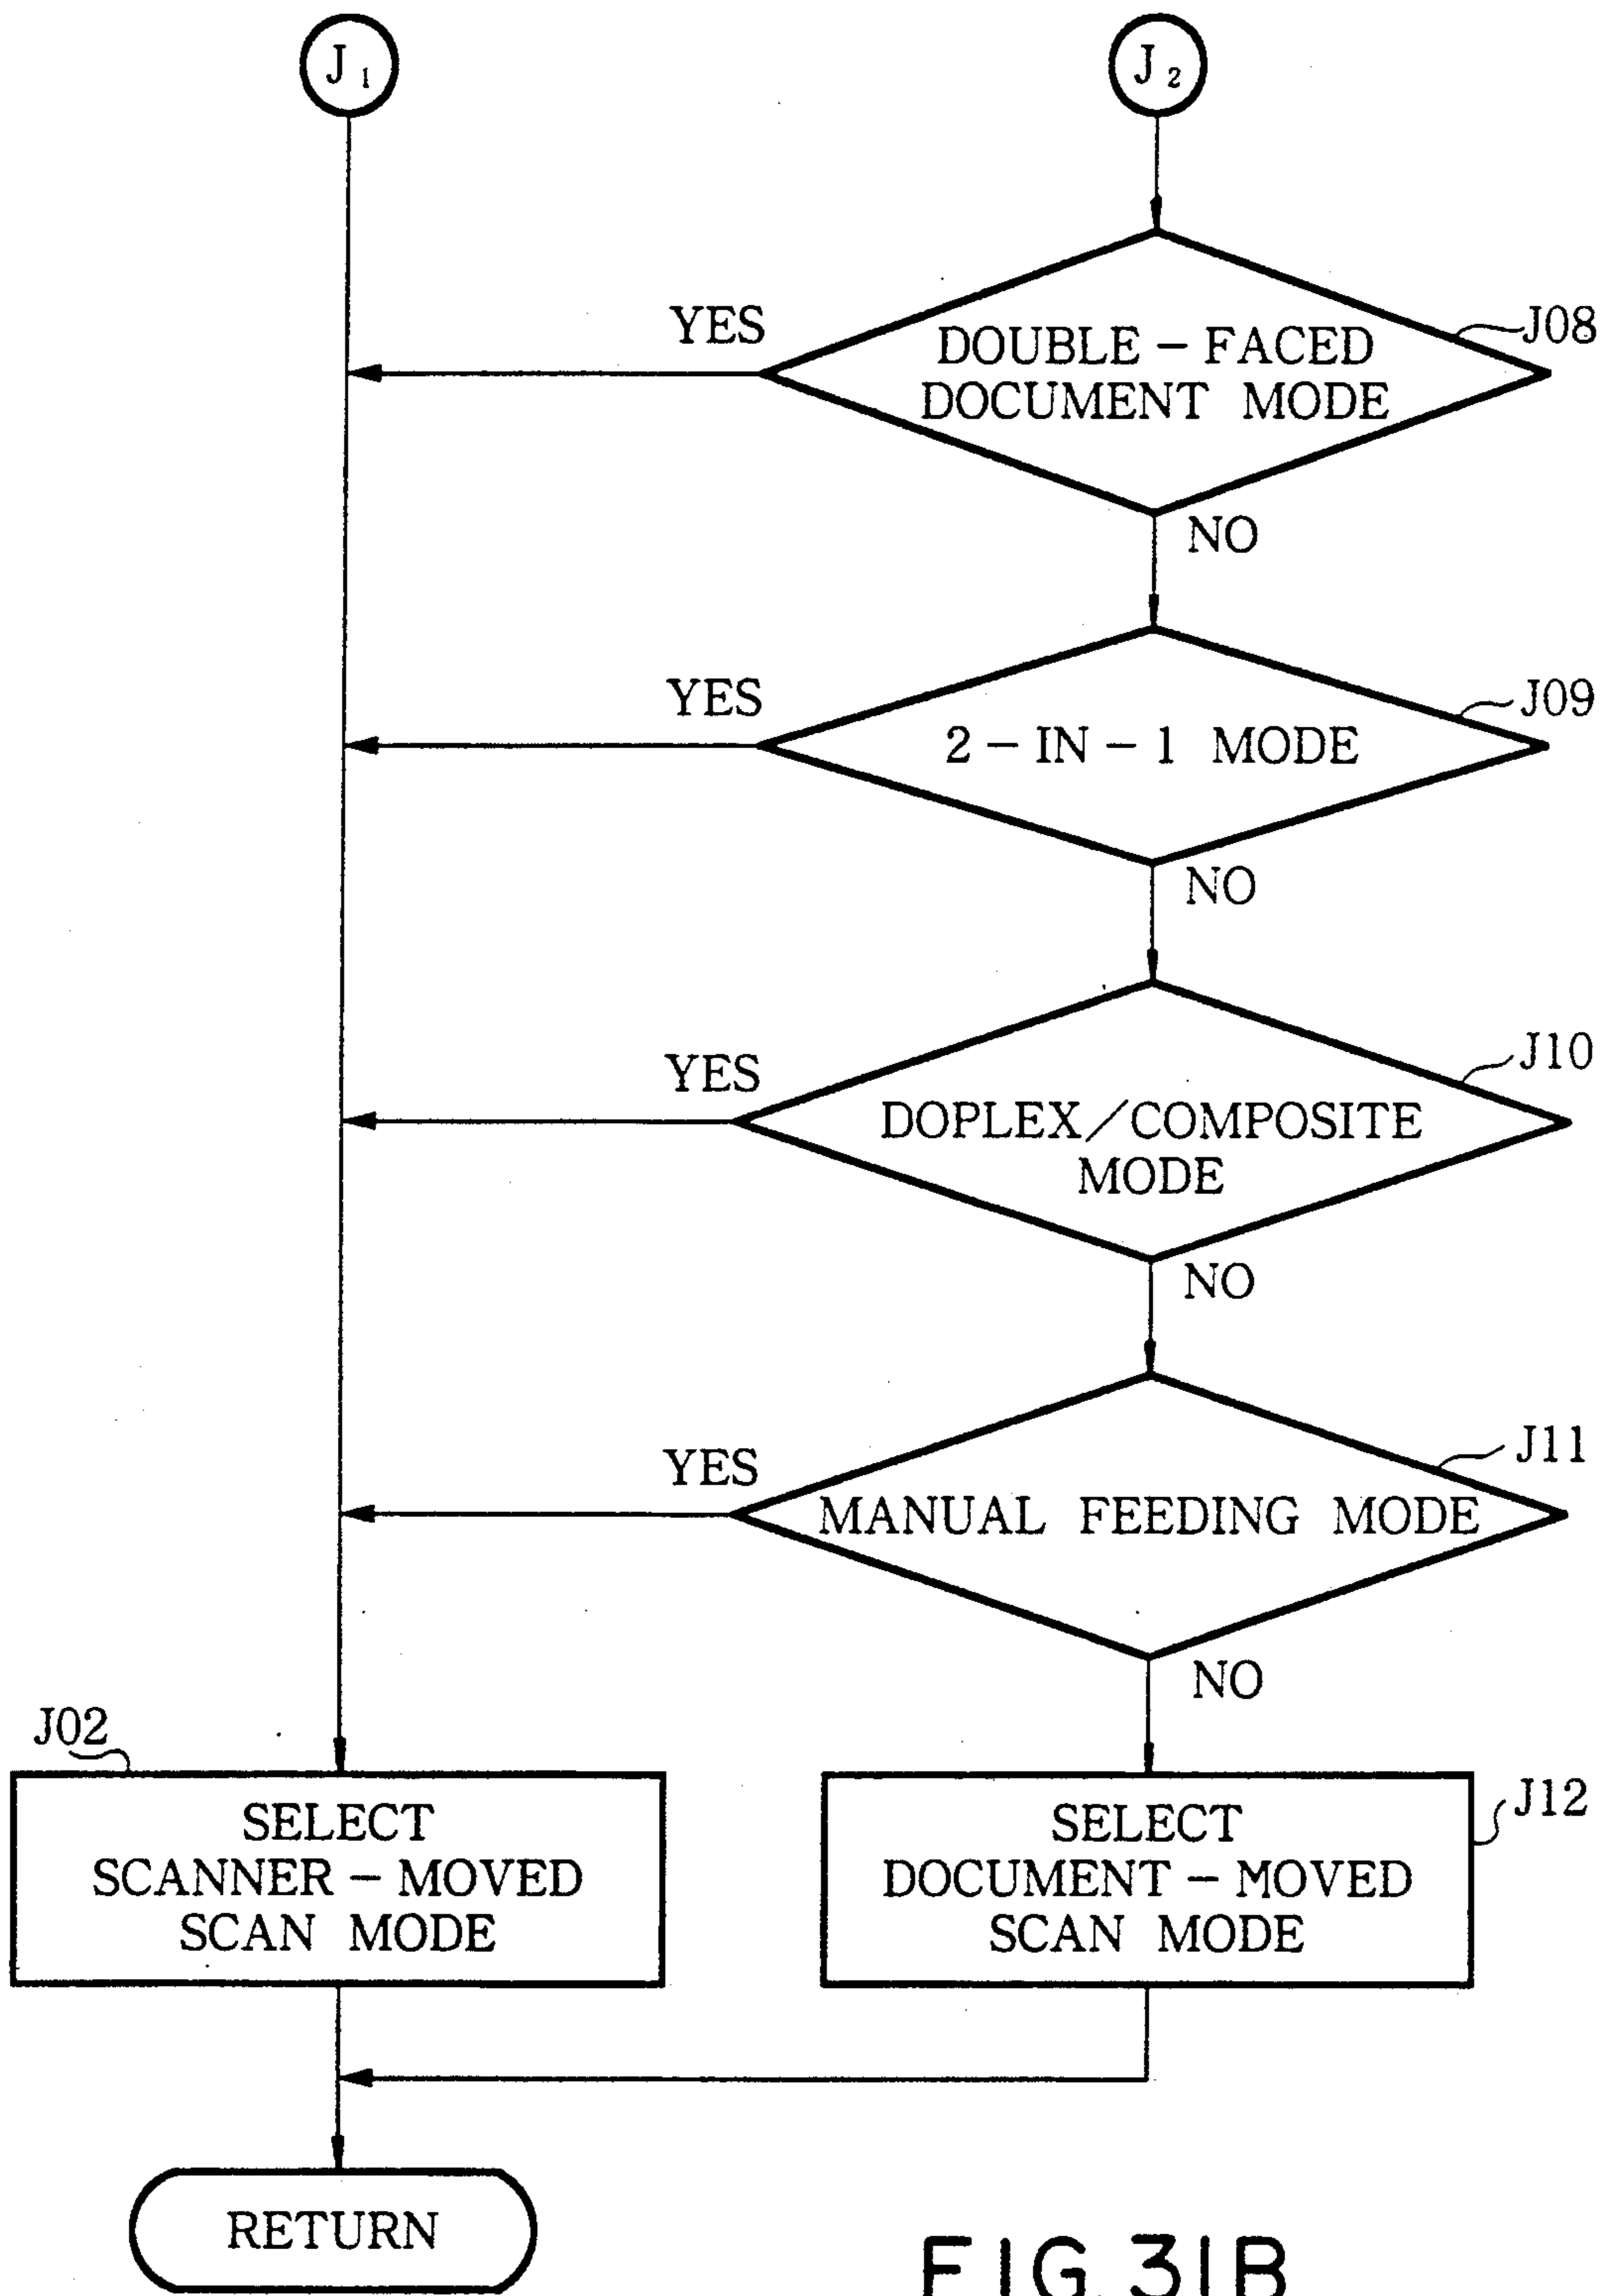 J1
J2
YES
DOUBLE-FACED
DOCUMENT MODE
J08
NO
YES
2-IN-1 MODE
J09
NO
YES
DOPLEX/COMPOSITE
MODE
J10
NO
YES
MANUAL FEEDING MODE
J11
NO
J02
SELECT
SCANNER-MOVED
SCAN MODE
SELECT
DOCUMENT-MOVED
SCAN MODE
J12
RETURN
FIG. 31B